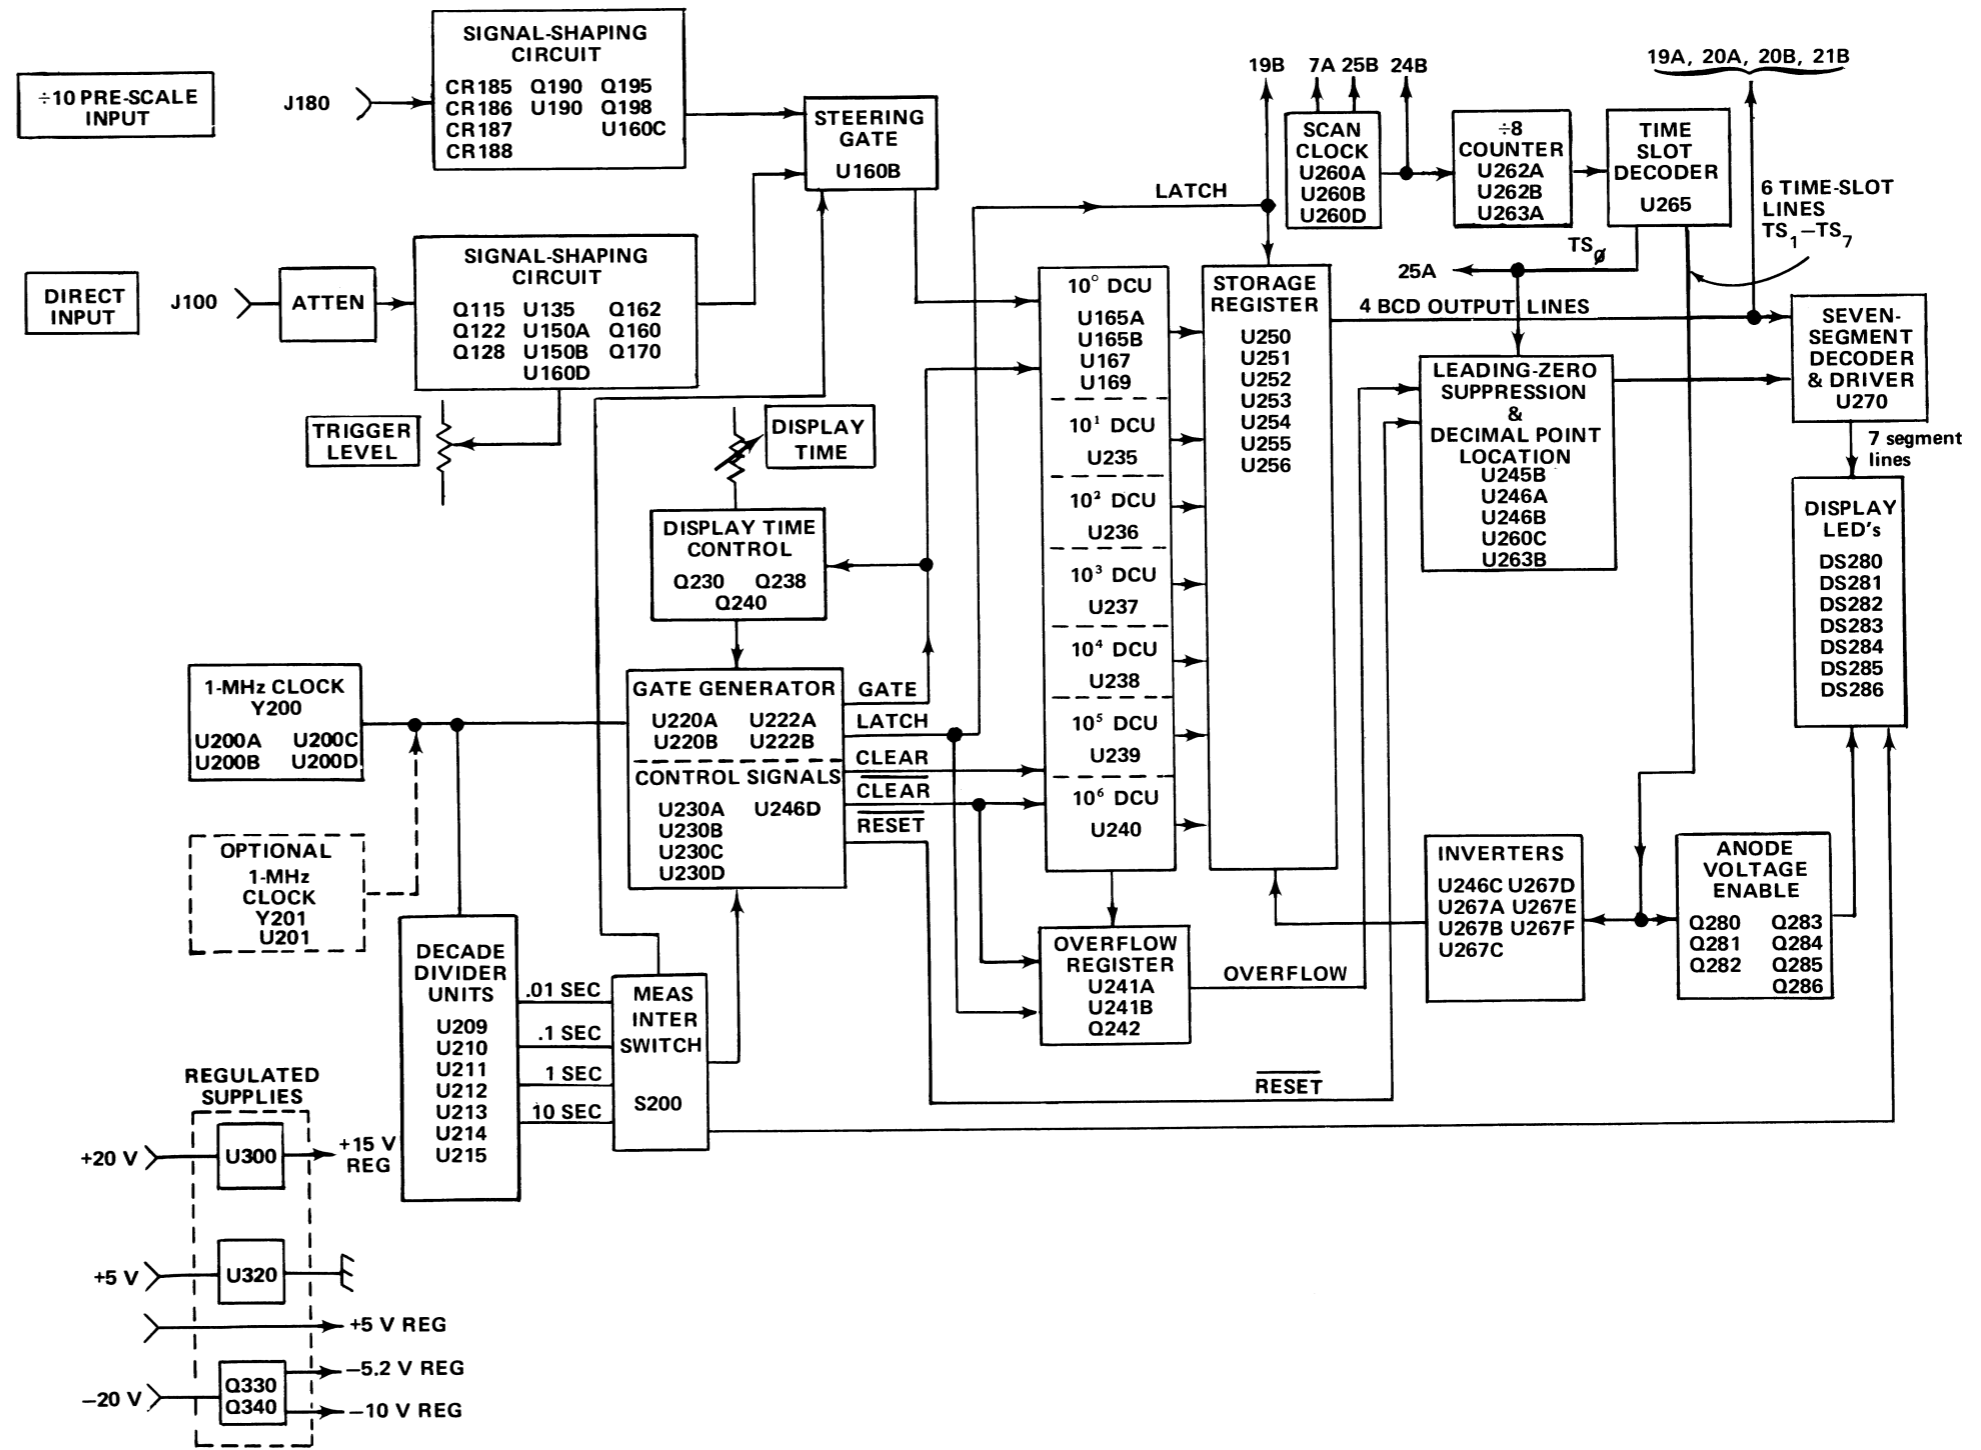 ÷10 PRE-SCALE
INPUT
J180
SIGNAL-SHAPING
CIRCUIT
CR185 Q190 Q195
CR186 U190 Q198
CR187 U160C
CR188
STEERING
GATE
U160B
DIRECT
INPUT
J100
ATTEN
SIGNAL-SHAPING
CIRCUIT
Q115 U135 Q162
Q122 U150A Q160
Q128 U150B Q170
U160D
TRIGGER
LEVEL
DISPLAY
TIME
DISPLAY TIME
CONTROL
Q230 Q238
Q240
1-MHz CLOCK
Y200
U200A U200C
U200B U200D
OPTIONAL
1-MHz
CLOCK
Y201
U201
GATE GENERATOR
U220A U222A
U220B U222B
CONTROL SIGNALS
U230A U246D
U230B
U230C
U230D
GATE
LATCH
CLEAR
CLEAR
RESET
DECADE
DIVIDER
UNITS
U209
U210
U211
U212
U213
U214
U215
.01 SEC
.1 SEC
1 SEC
10 SEC
MEAS
INTER
SWITCH
S200
REGULATED
SUPPLIES
+20 V
U300
+15 V
REG
+5 V
U320
+5 V REG
−20 V
Q330
Q340
−5.2 V REG
−10 V REG
LATCH
19B
7A 25B 24B
SCAN
CLOCK
U260A
U260B
U260D
÷8
COUNTER
U262A
U262B
U263A
TIME
SLOT
DECODER
U265
19A, 20A, 20B, 21B
6 TIME-SLOT
LINES
TS1–TS7
TS0̸
25A
10° DCU
U165A
U165B
U167
U169
10¹ DCU
U235
10² DCU
U236
10³ DCU
U237
10⁴ DCU
U238
10⁵ DCU
U239
10⁶ DCU
U240
STORAGE
REGISTER
U250
U251
U252
U253
U254
U255
U256
4 BCD OUTPUT LINES
LEADING-ZERO
SUPPRESSION
&
DECIMAL POINT
LOCATION
U245B
U246A
U246B
U260C
U263B
SEVEN-
SEGMENT
DECODER
& DRIVER
U270
7 segment
lines
DISPLAY
LED's
DS280
DS281
DS282
DS283
DS284
DS285
DS286
OVERFLOW
REGISTER
U241A
U241B
Q242
OVERFLOW
RESET
INVERTERS
U246C U267D
U267A U267E
U267B U267F
U267C
ANODE
VOLTAGE
ENABLE
Q280 Q283
Q281 Q284
Q282 Q285
Q286